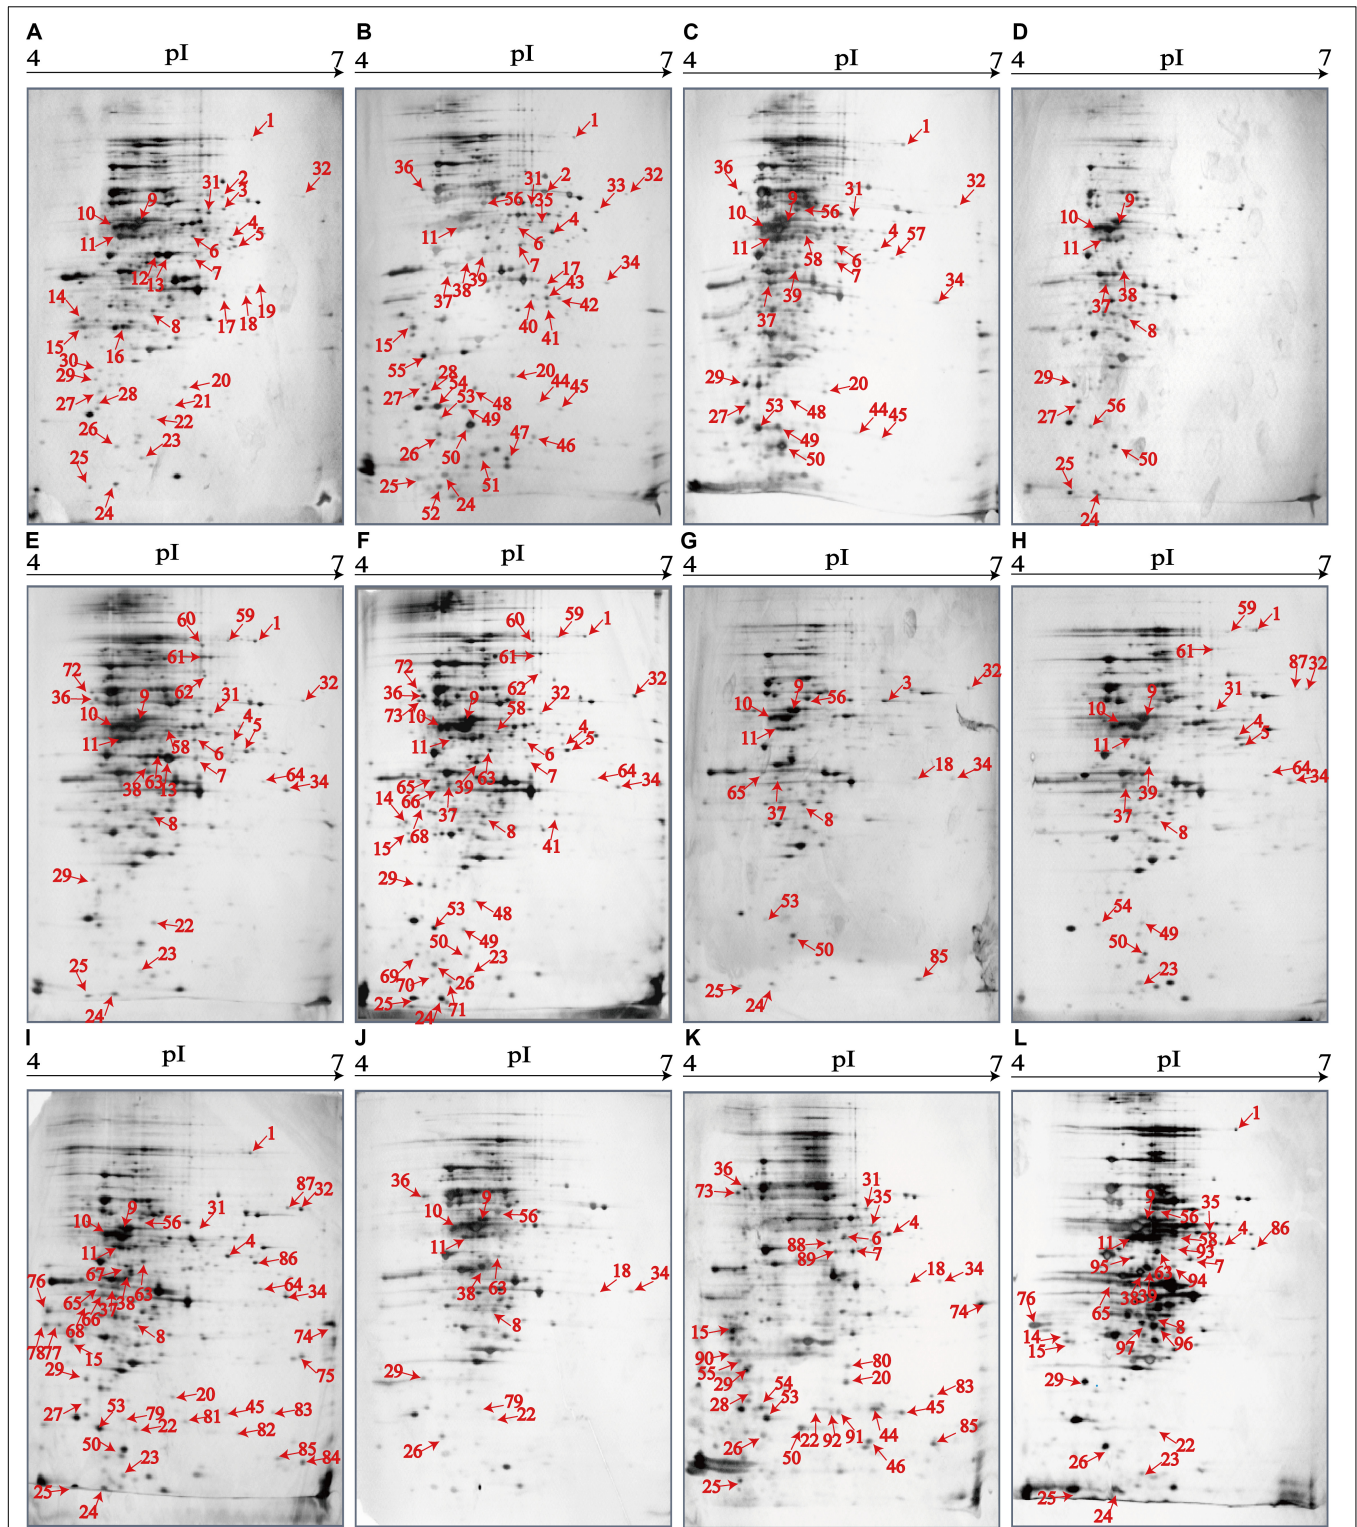 A B C D
4 pI 7 4 pI 7 4 pI 7 4 pI 7
1 2 3 32 31 9 10 4 5 11 6 7 12 13 14 19 18 17 8 15 16 30 29 28 20 27 21 22 26 23 25 24
1 36 31 2 33 32 56 35 4 11 6 7 39 38 37 17 34 43 42 40 41 15 55 28 20 54 44 45 27 53 48 49 26 47 46 50 25 51 24 52
1 36 32 9 31 10 56 4 57 11 58 6 7 39 34 37 29 20 53 48 27 44 45 49 50
9 10 11 37 38 8 29 27 56 50 25 24
E F G H
4 pI 7 4 pI 7 4 pI 7 4 pI 7
60 59 1 61 72 62 32 36 9 31 10 4 5 11 58 6 7 38 63 13 64 34 8 29 22 23 25 24
60 59 1 61 72 62 32 36 32 73 10 9 58 4 5 11 6 7 65 39 63 64 34 14 66 37 68 8 15 41 29 48 53 50 49 23 69 70 26 25 24 71
32 9 3 56 10 11 18 34 65 37 8 53 50 85 25 24
59 1 61 87 32 9 31 10 4 5 11 64 34 39 37 8 54 49 50 23
I J K L
4 pI 7 4 pI 7 4 pI 7 4 pI 7
1 87 32 9 31 10 56 4 11 86 67 76 64 34 65 37 38 63 66 68 8 74 78 77 15 75 29 20 27 53 79 45 83 22 81 82 50 23 85 84 25 24
36 9 56 10 11 18 34 38 63 8 29 79 22 26
36 31 73 35 4 88 6 89 7 18 34 74 15 90 55 80 29 20 28 54 53 83 45 26 22 92 91 44 85 50 46 25
1 9 35 56 4 86 11 58 93 95 7 63 94 38 39 76 65 8 14 15 97 96 29 22 26 23 25 24